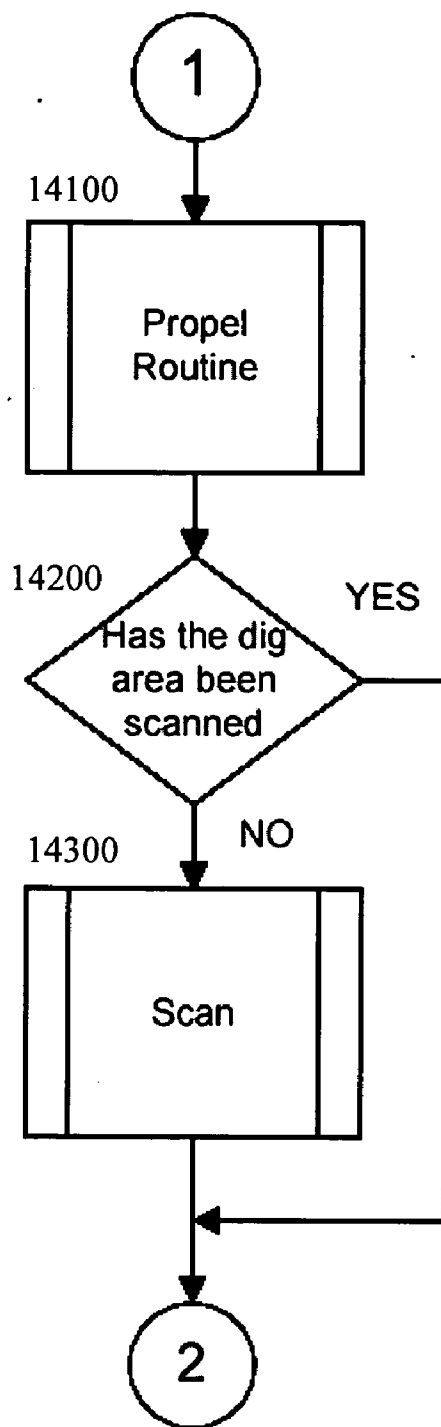 1
14100
Propel
Routine
14200
YES
Has the dig
area been
scanned
NO
14300
Scan
2